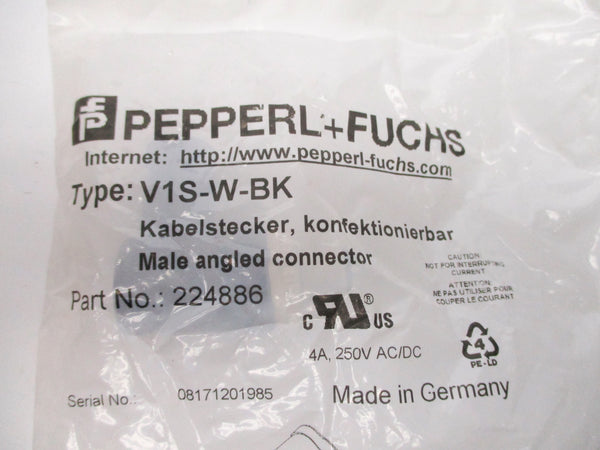 PEPPERL+FUCHS
Internet: http://www.pepperl-fuchs.com
Type: V1S-W-BK
Kabelstecker, konfektionierbar
Male angled connector
CAUTION:
NOT FOR INTERRUPTING
CURRENT
ATTENTION:
NE PAS UTILISER POUR
COUPER LE COURANT
Part No.: 224886
c RU ® US
4A, 250V AC/DC
4
PE-LD
Serial No.: 08171201985
Made in Germany